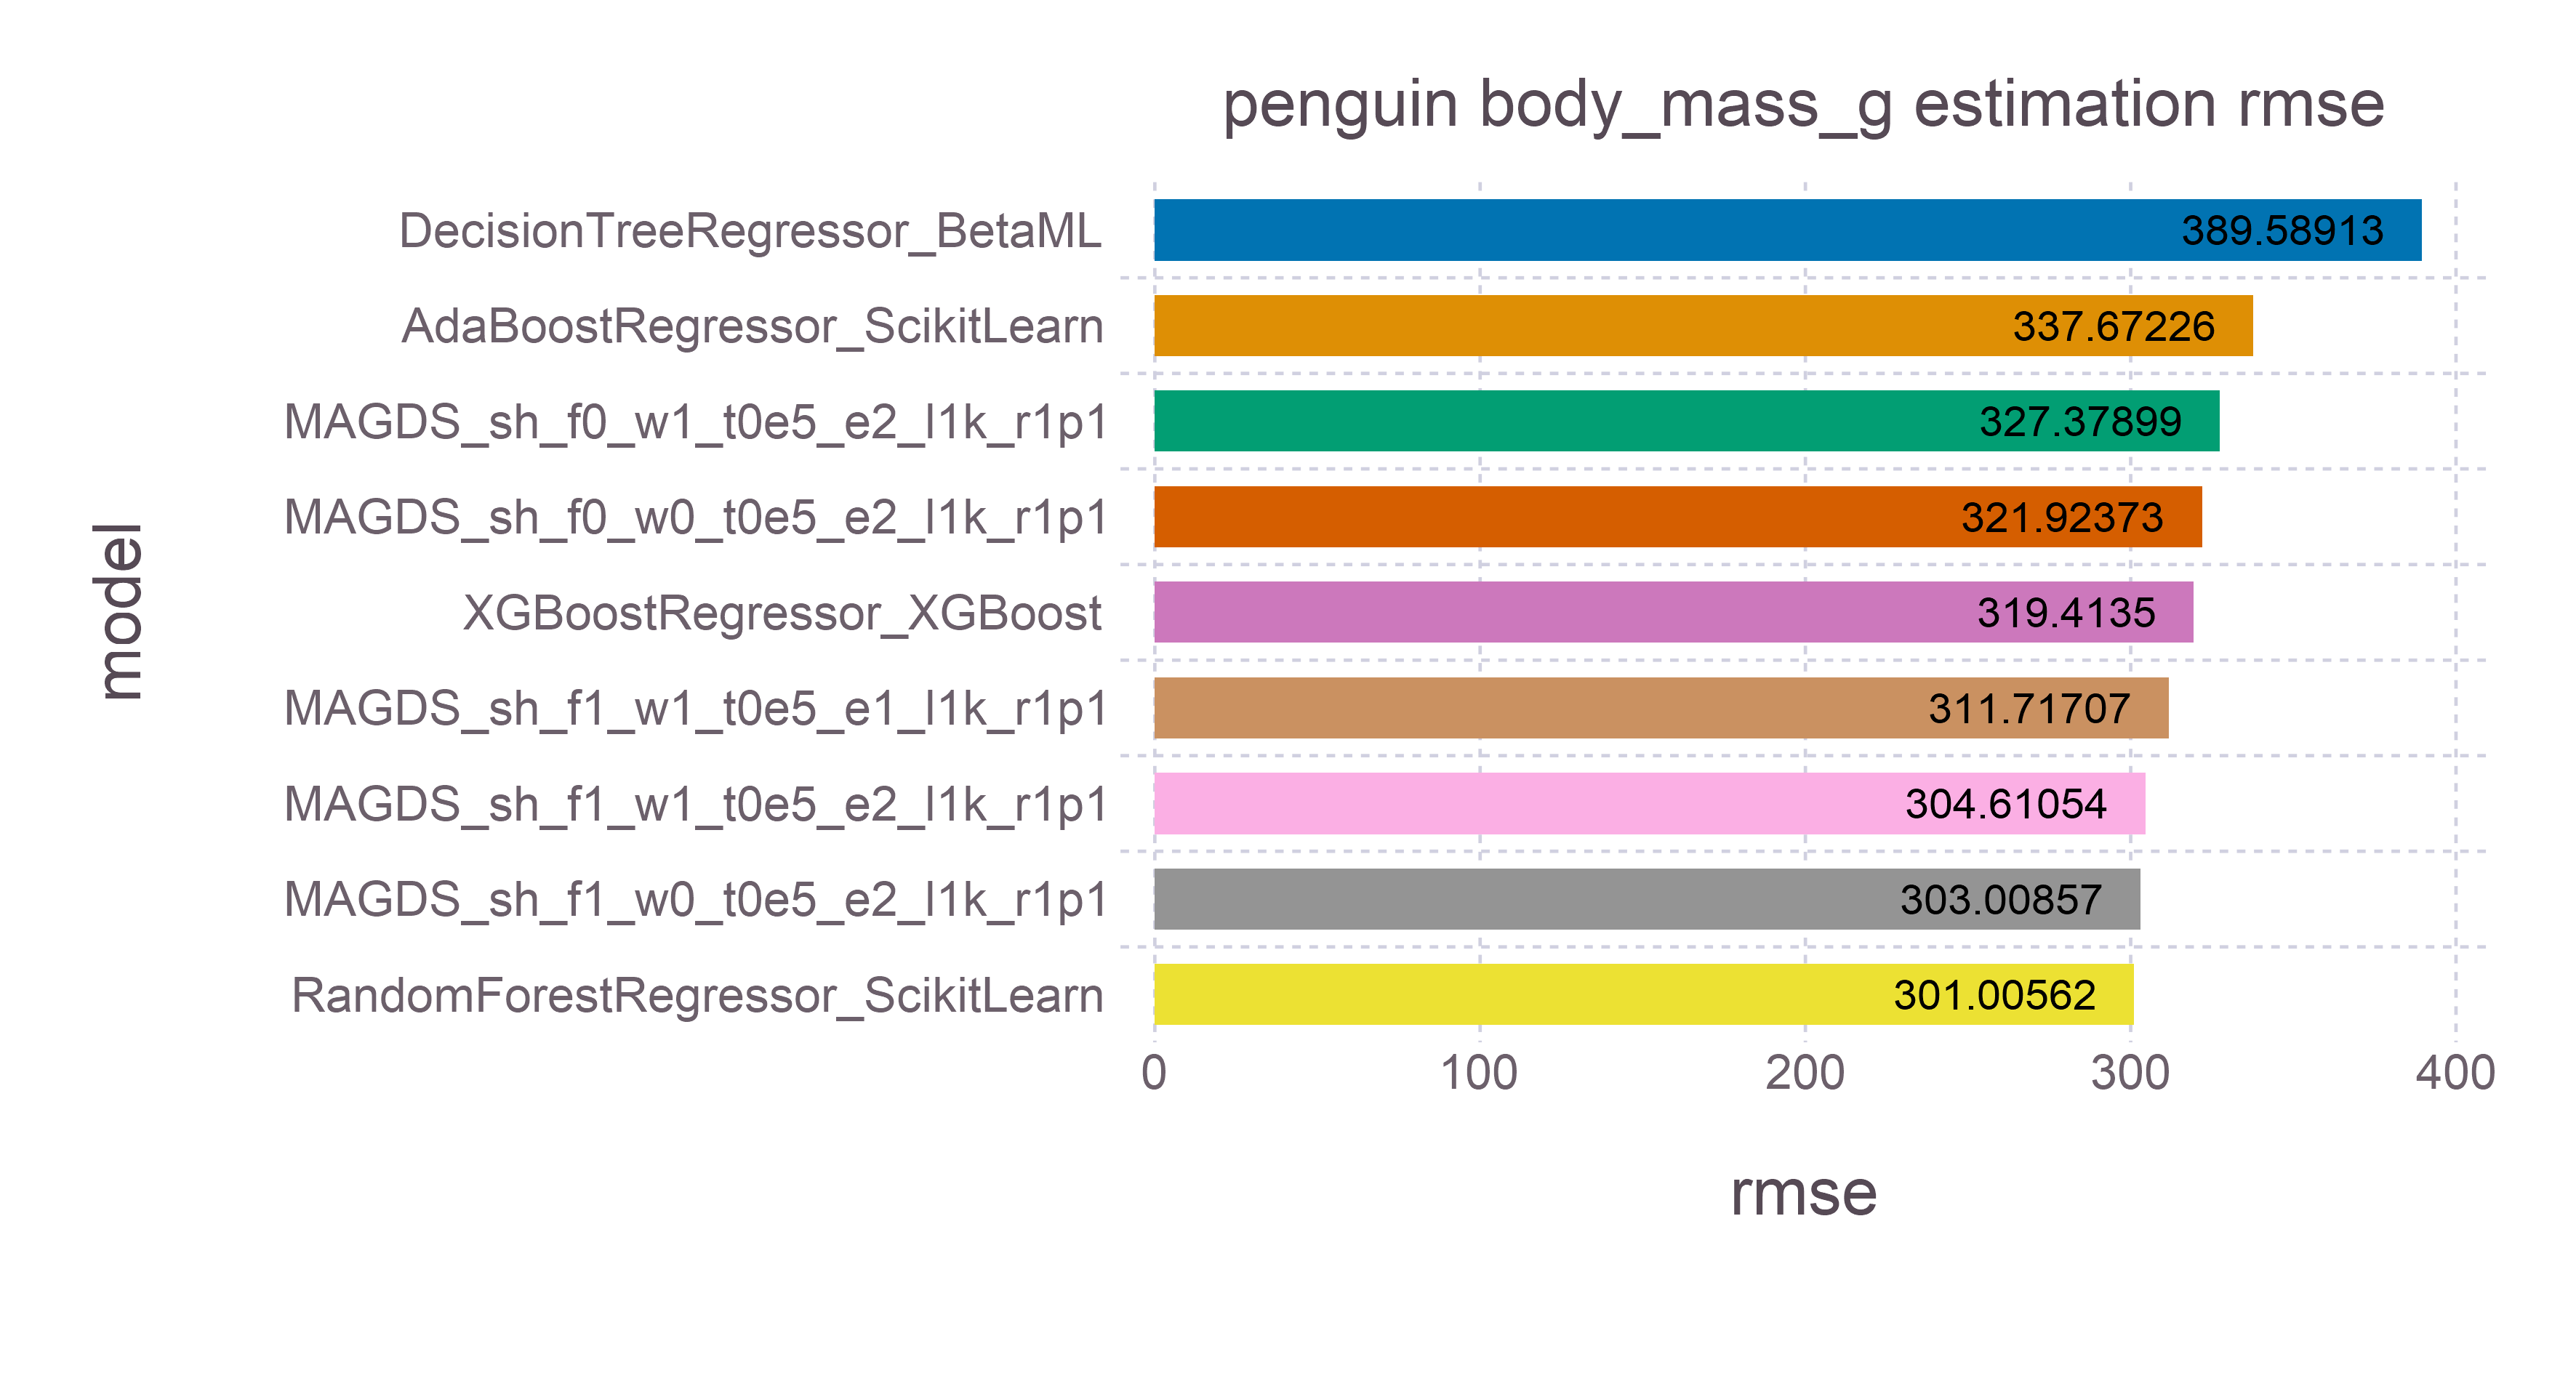 penguin body_mass_g estimation rmse
model
DecisionTreeRegressor_BetaML 389.58913
AdaBoostRegressor_ScikitLearn 337.67226
MAGDS_sh_f0_w1_t0e5_e2_l1k_r1p1 327.37899
MAGDS_sh_f0_w0_t0e5_e2_l1k_r1p1 321.92373
XGBoostRegressor_XGBoost 319.4135
MAGDS_sh_f1_w1_t0e5_e1_l1k_r1p1 311.71707
MAGDS_sh_f1_w1_t0e5_e2_l1k_r1p1 304.61054
MAGDS_sh_f1_w0_t0e5_e2_l1k_r1p1 303.00857
RandomForestRegressor_ScikitLearn 301.00562
0 100 200 300 400
rmse